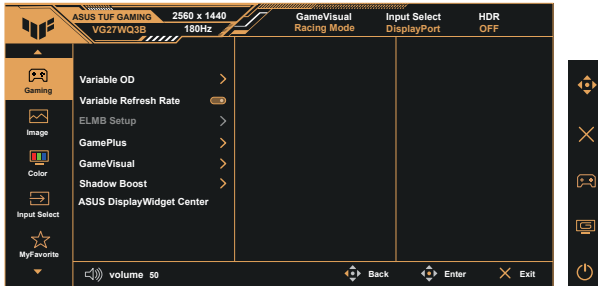 ASUS TUF GAMING 2560 x 1440
VG27WQ3B 180Hz
GameVisual
Racing Mode
Input Select
DisplayPort
HDR
OFF
Gaming
Image
Color
Input Select
MyFavorite
Variable OD
Variable Refresh Rate
ELMB Setup
GamePlus
GameVisual
Shadow Boost
ASUS DisplayWidget Center
volume 50
Back
Enter
Exit